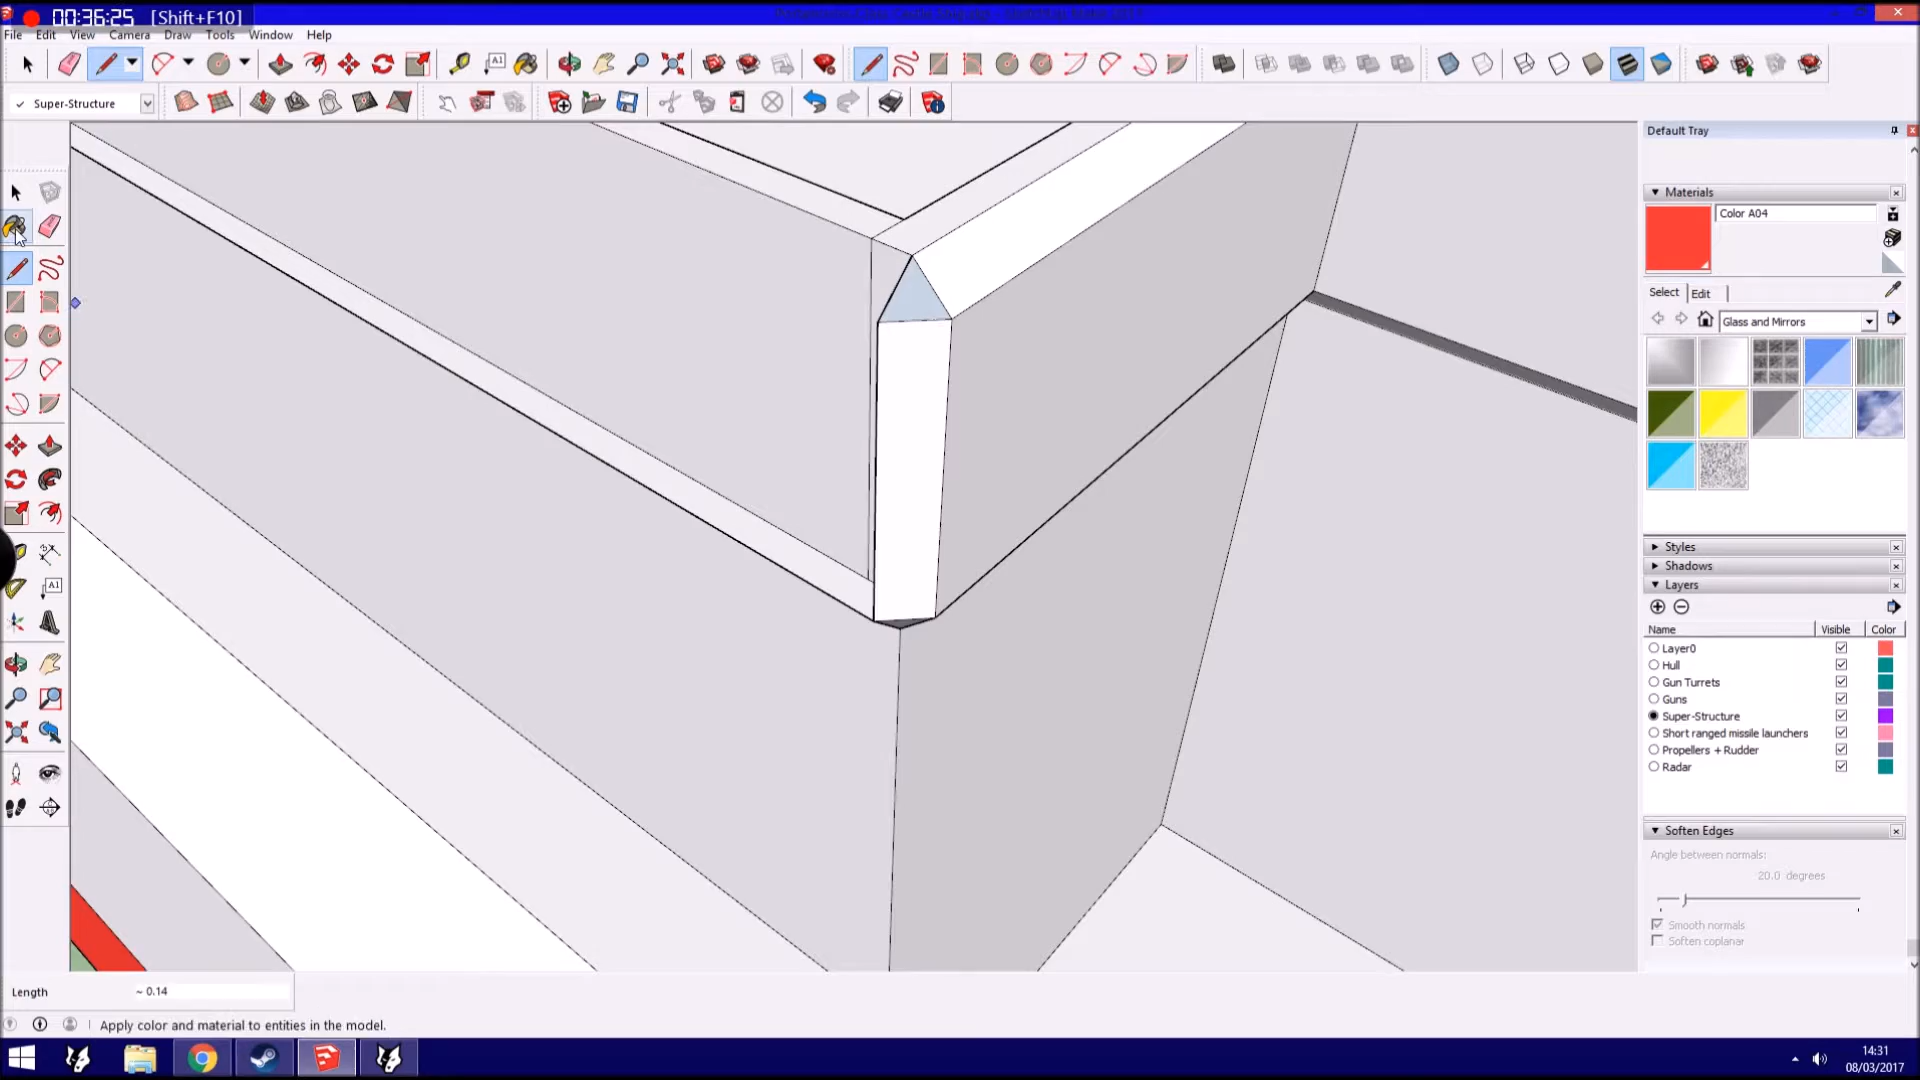 00:36:25 [Shift+F10]
File Edit View Camera Draw Tools Window Help
Super-Structure
Default Tray
Materials
Color A04
Select Edit
Glass and Mirrors
Styles
Shadows
Layers
Name Visible Color
Layer0
Hull
Gun Turrets
Guns
Super-Structure
Short ranged missile launchers
Propellers + Rudder
Radar
Soften Edges
Angle between normals:
20.0 degrees
Smooth normals
Soften coplanar
Length ~ 0.14
Apply color and material to entities in the model.
14:31
08/03/2017